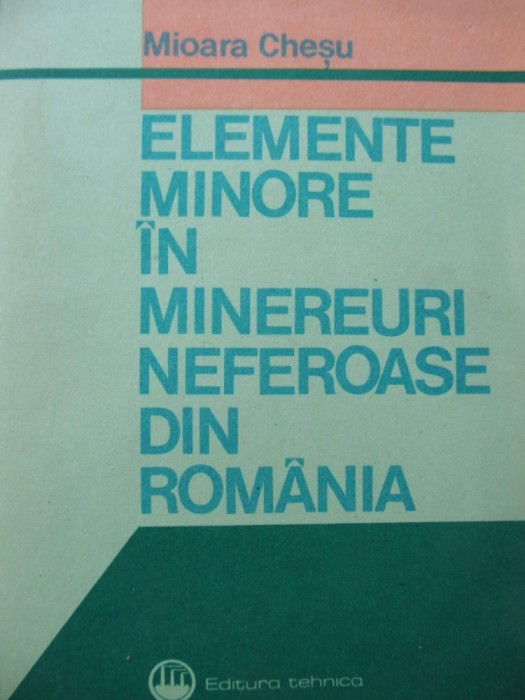 Mioara Cheșu
ELEMENTE
MINORE
ÎN
MINEREURI
NEFEROASE
DIN
ROMÂNIA
Editura tehnica